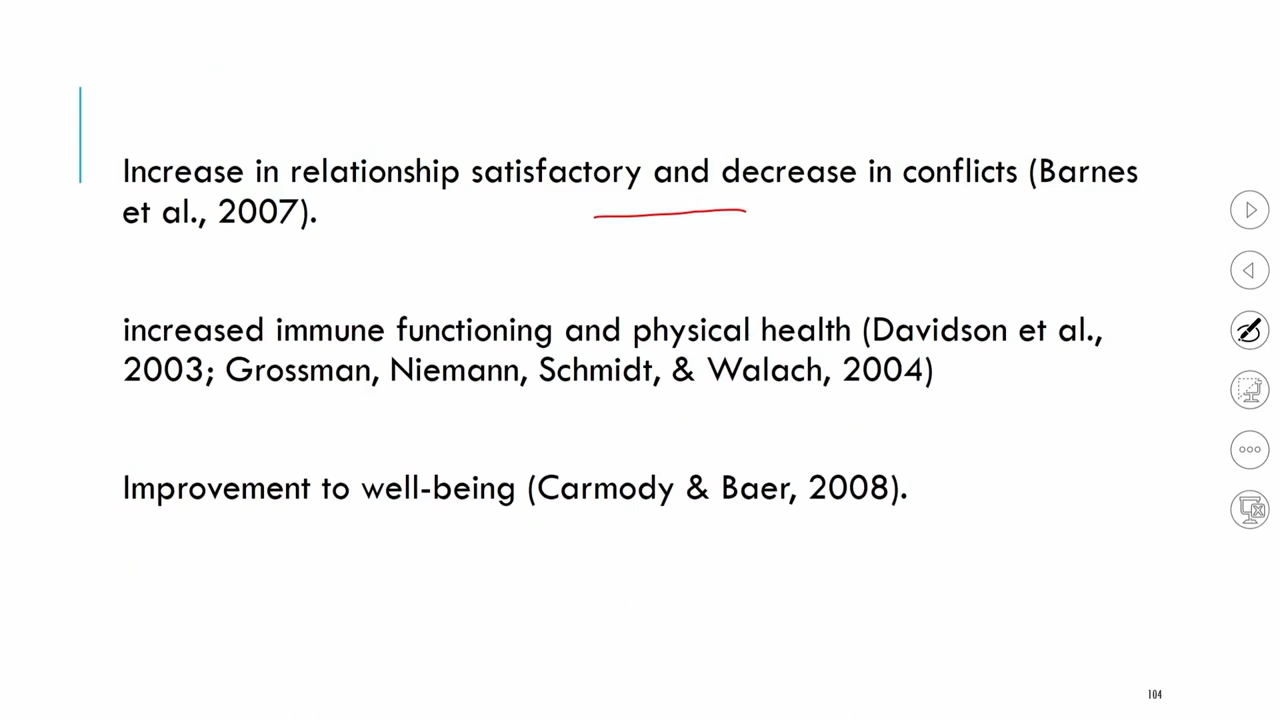 Increase in relationship satisfactory and decrease in conflicts (Barnes
et al., 2007).
increased immune functioning and physical health (Davidson et al.,
2003; Grossman, Niemann, Schmidt, & Walach, 2004)
Improvement to well-being (Carmody & Baer, 2008).
104